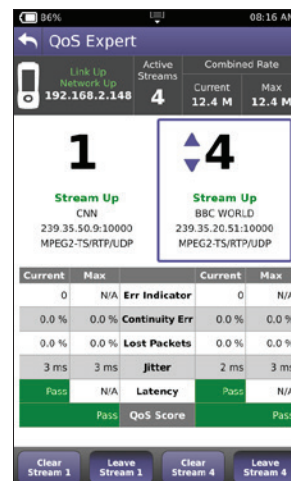 86% 08:16 AM
QoS Expert
Link Up
Network Up
192.168.2.148
Active
Streams
4
Combined Rate
Current Max
12.4 M 12.4 M
1
Stream Up
CNN
239.35.50.9:10000
MPEG2-TS/RTP/UDP
4
Stream Up
BBC WORLD
239.35.20.51:10000
MPEG2-TS/RTP/UDP
Current Max Current Max
0 N/A Err Indicator 0 N/A
0.0 % 0.0 % Continuity Err 0.0 % 0.0 %
0.0 % 0.0 % Lost Packets 0.0 % 0.0 %
3 ms 3 ms Jitter 2 ms 3 ms
Pass N/A Latency Pass N/A
Pass QoS Score Pass
Clear
Stream 1
Leave
Stream 1
Clear
Stream 4
Leave
Stream 4